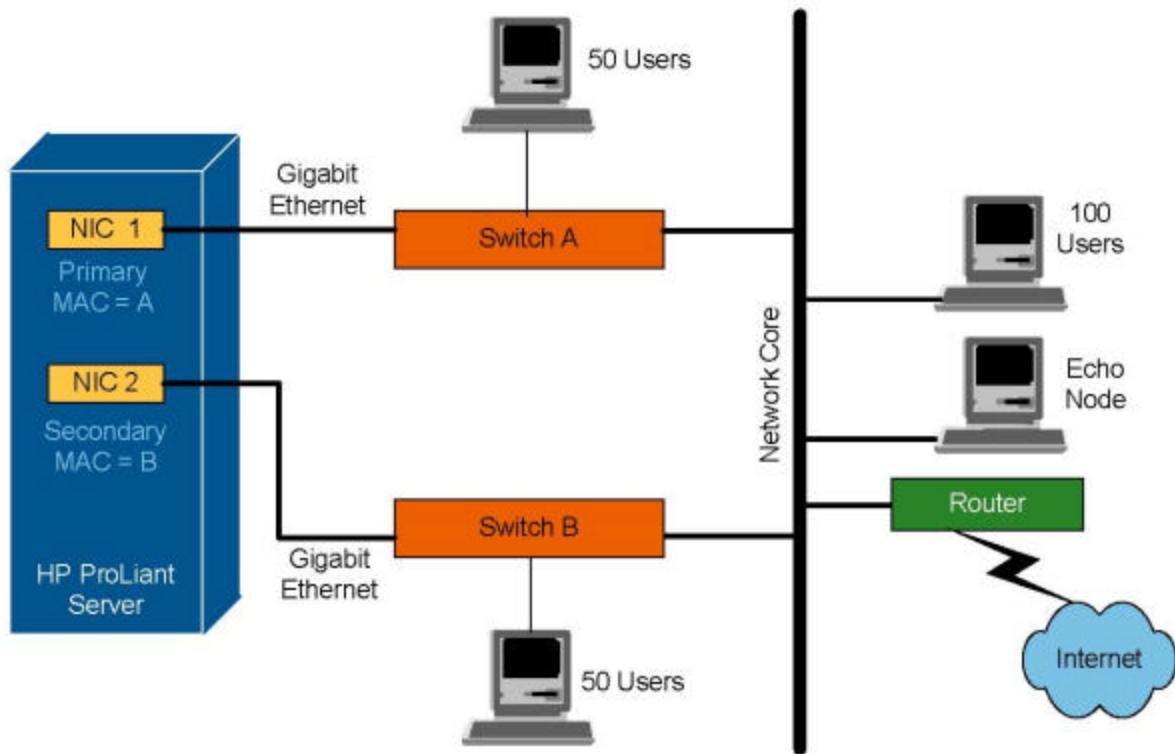 50 Users
Gigabit
Ethernet
NIC 1
Primary
MAC = A
Switch A
100
Users
Network Core
NIC 2
Secondary
MAC = B
Echo
Node
Switch B
Router
Gigabit
Ethernet
HP ProLiant
Server
50 Users
Internet